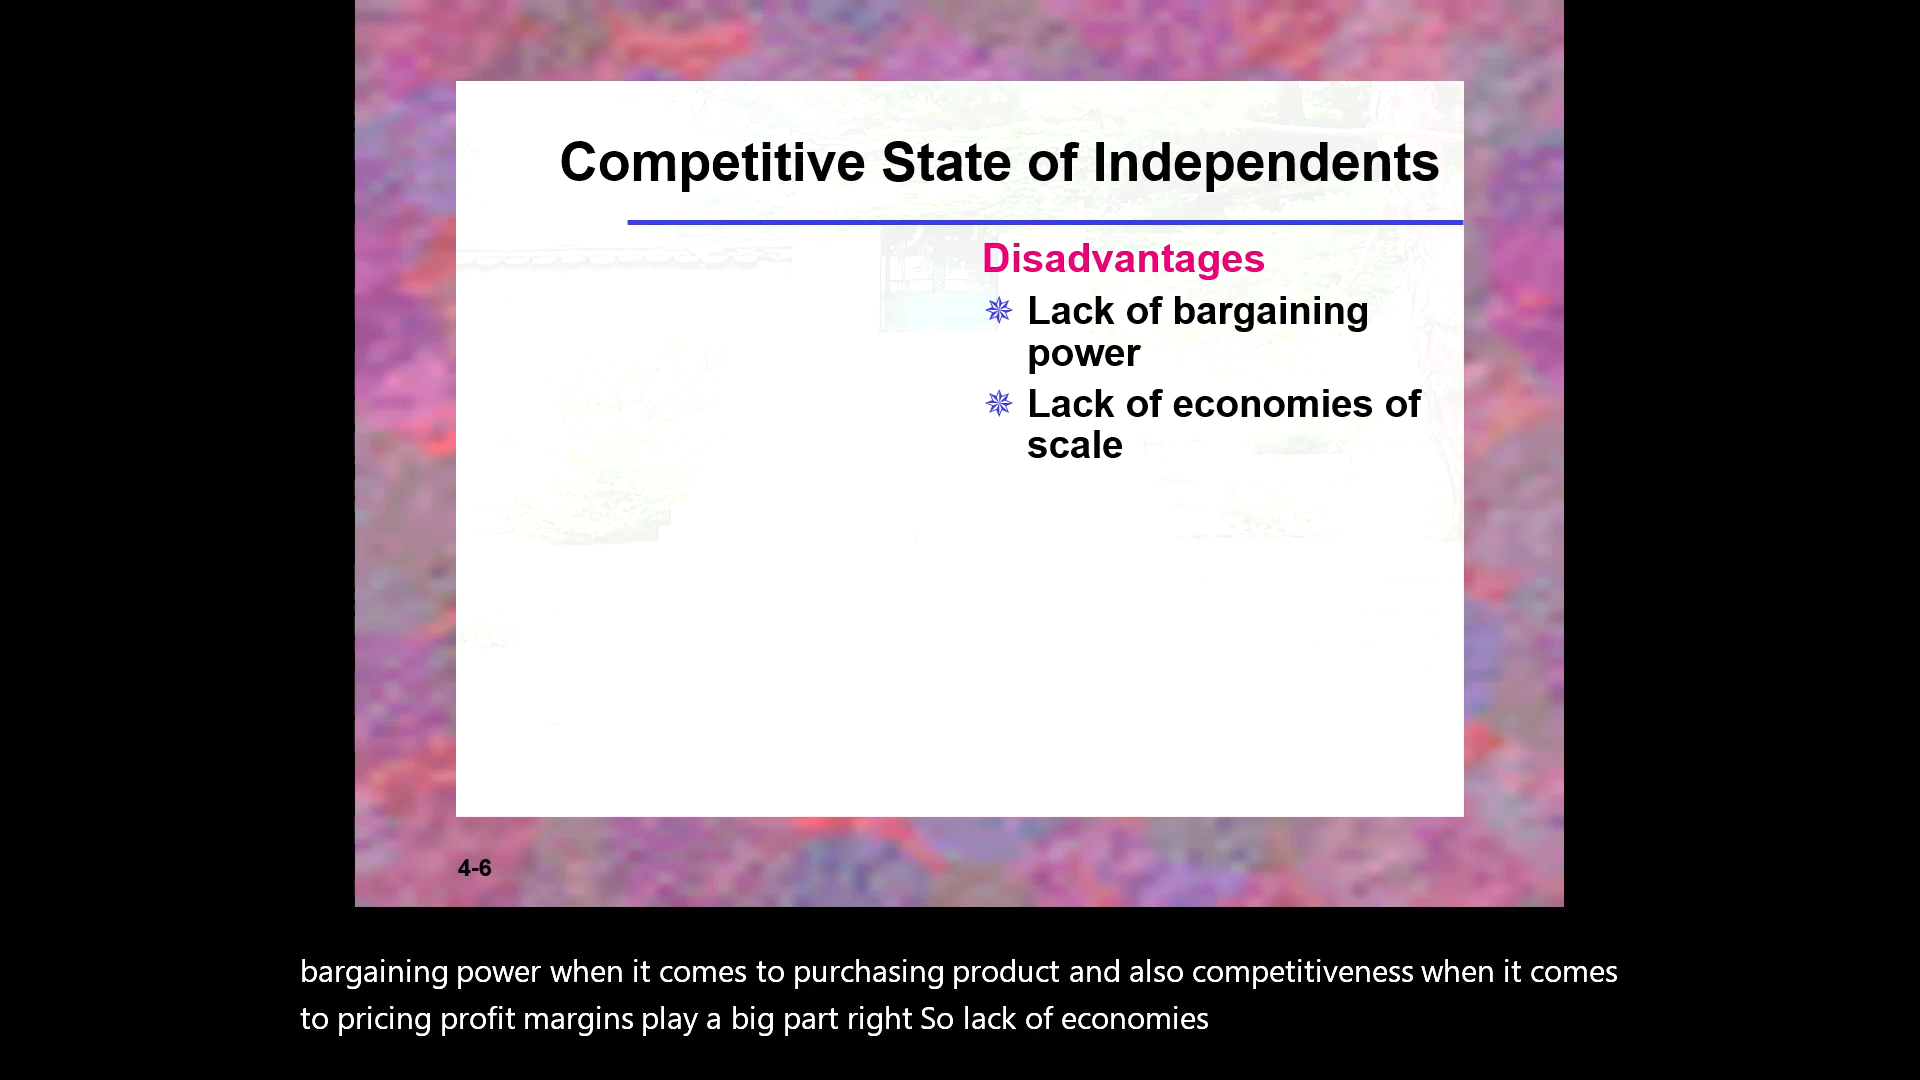 Competitive State of Independents
Disadvantages
Lack of bargaining
power
Lack of economies of
scale
4-6
bargaining power when it comes to purchasing product and also competitiveness when it comes
to pricing profit margins play a big part right So lack of economies